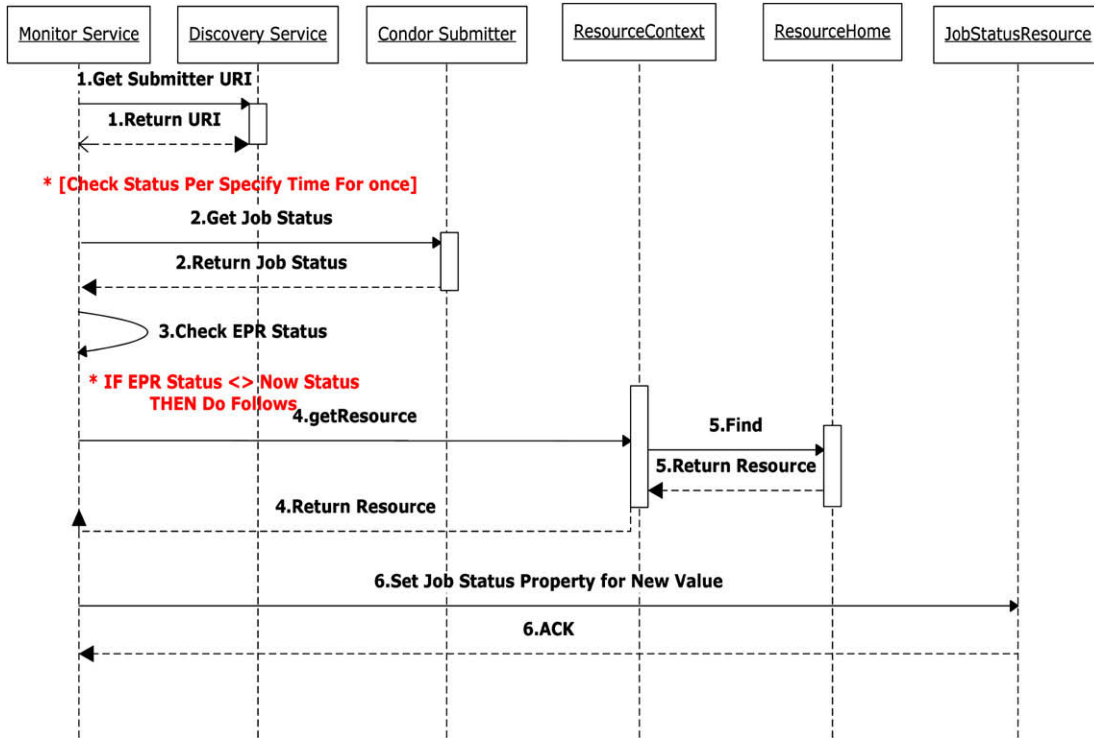 Monitor Service
Discovery Service
Condor Submitter
ResourceContext
ResourceHome
JobStatusResource
1.Get Submitter URI
1.Return URI
* [Check Status Per Specify Time For once]
2.Get Job Status
2.Return Job Status
3.Check EPR Status
* IF EPR Status <> Now Status
THEN Do Follows
4.getResource
5.Find
5.Return Resource
4.Return Resource
6.Set Job Status Property for New Value
6.ACK